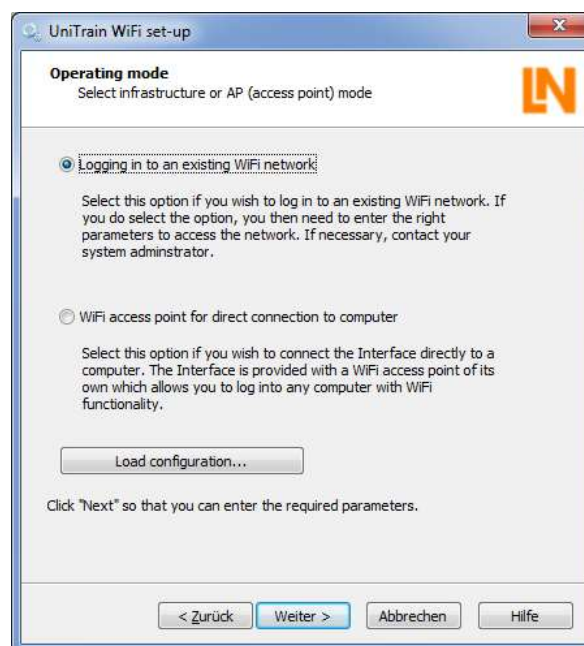 UniTrain WiFi set-up
Operating mode
Select infrastructure or AP (access point) mode
LN
Logging in to an existing WiFi network
Select this option if you wish to log in to an existing WiFi network. If
you do select the option, you then need to enter the right
parameters to access the network. If necessary, contact your
system adminstrator.
WiFi access point for direct connection to computer
Select this option if you wish to connect the Interface directly to a
computer. The Interface is provided with a WiFi access point of its
own which allows you to log into any computer with WiFi
functionality.
Load configuration...
Click "Next" so that you can enter the required parameters.
< Zurück Weiter > Abbrechen Hilfe